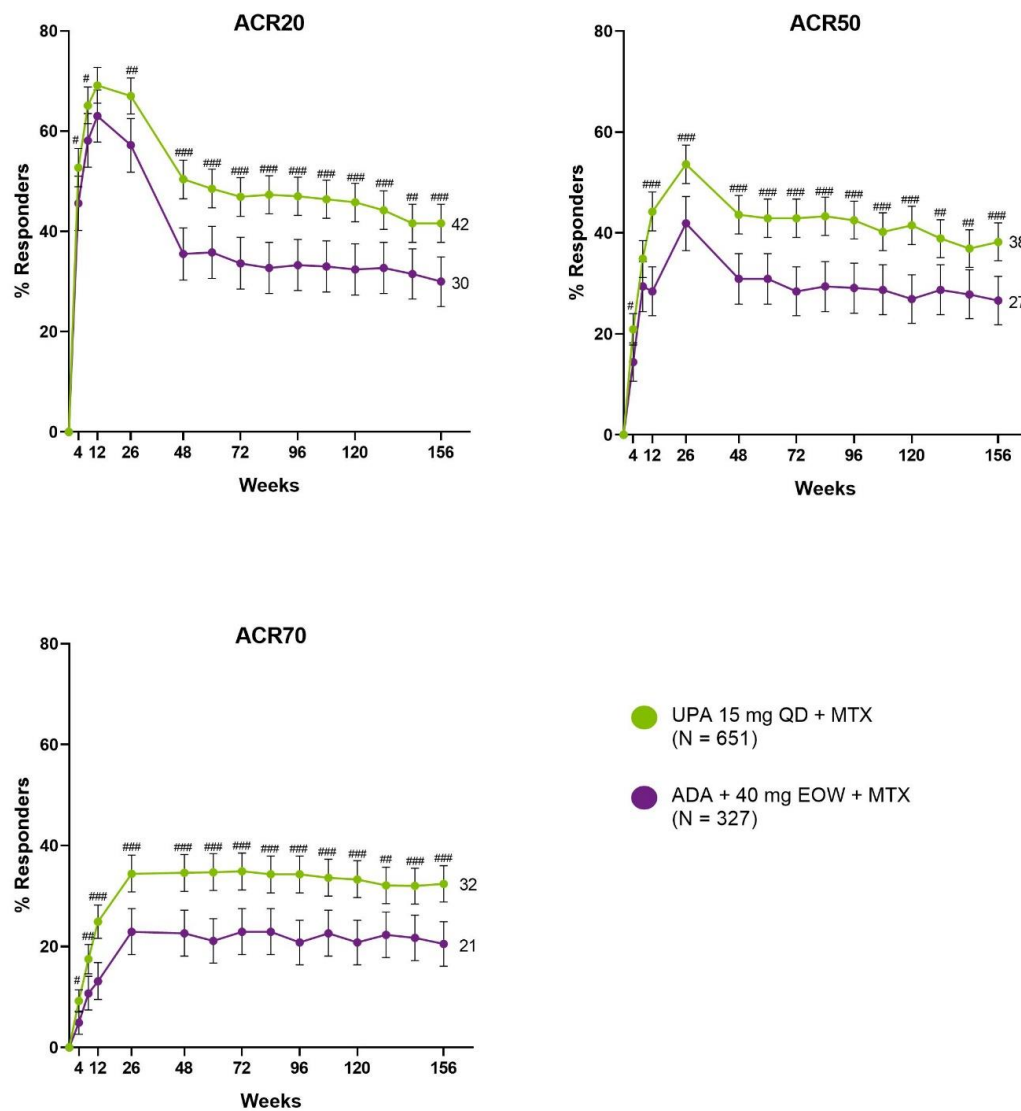 ACR20
80
60
40
20
0
% Responders
# # ## ### ### ### ### ### ### ### ### ## ###
42
30
4 12 26 48 72 96 120 156
Weeks
ACR50
80
60
40
20
0
% Responders
# ### ### ### ### ### ### ### ### ### ## ## ###
38
27
4 12 26 48 72 96 120 156
Weeks
ACR70
80
60
40
20
0
% Responders
# ## ### ### ### ### ### ### ### ### ### ## ### ###
32
21
4 12 26 48 72 96 120 156
Weeks
UPA 15 mg QD + MTX
(N = 651)
ADA + 40 mg EOW + MTX
(N = 327)